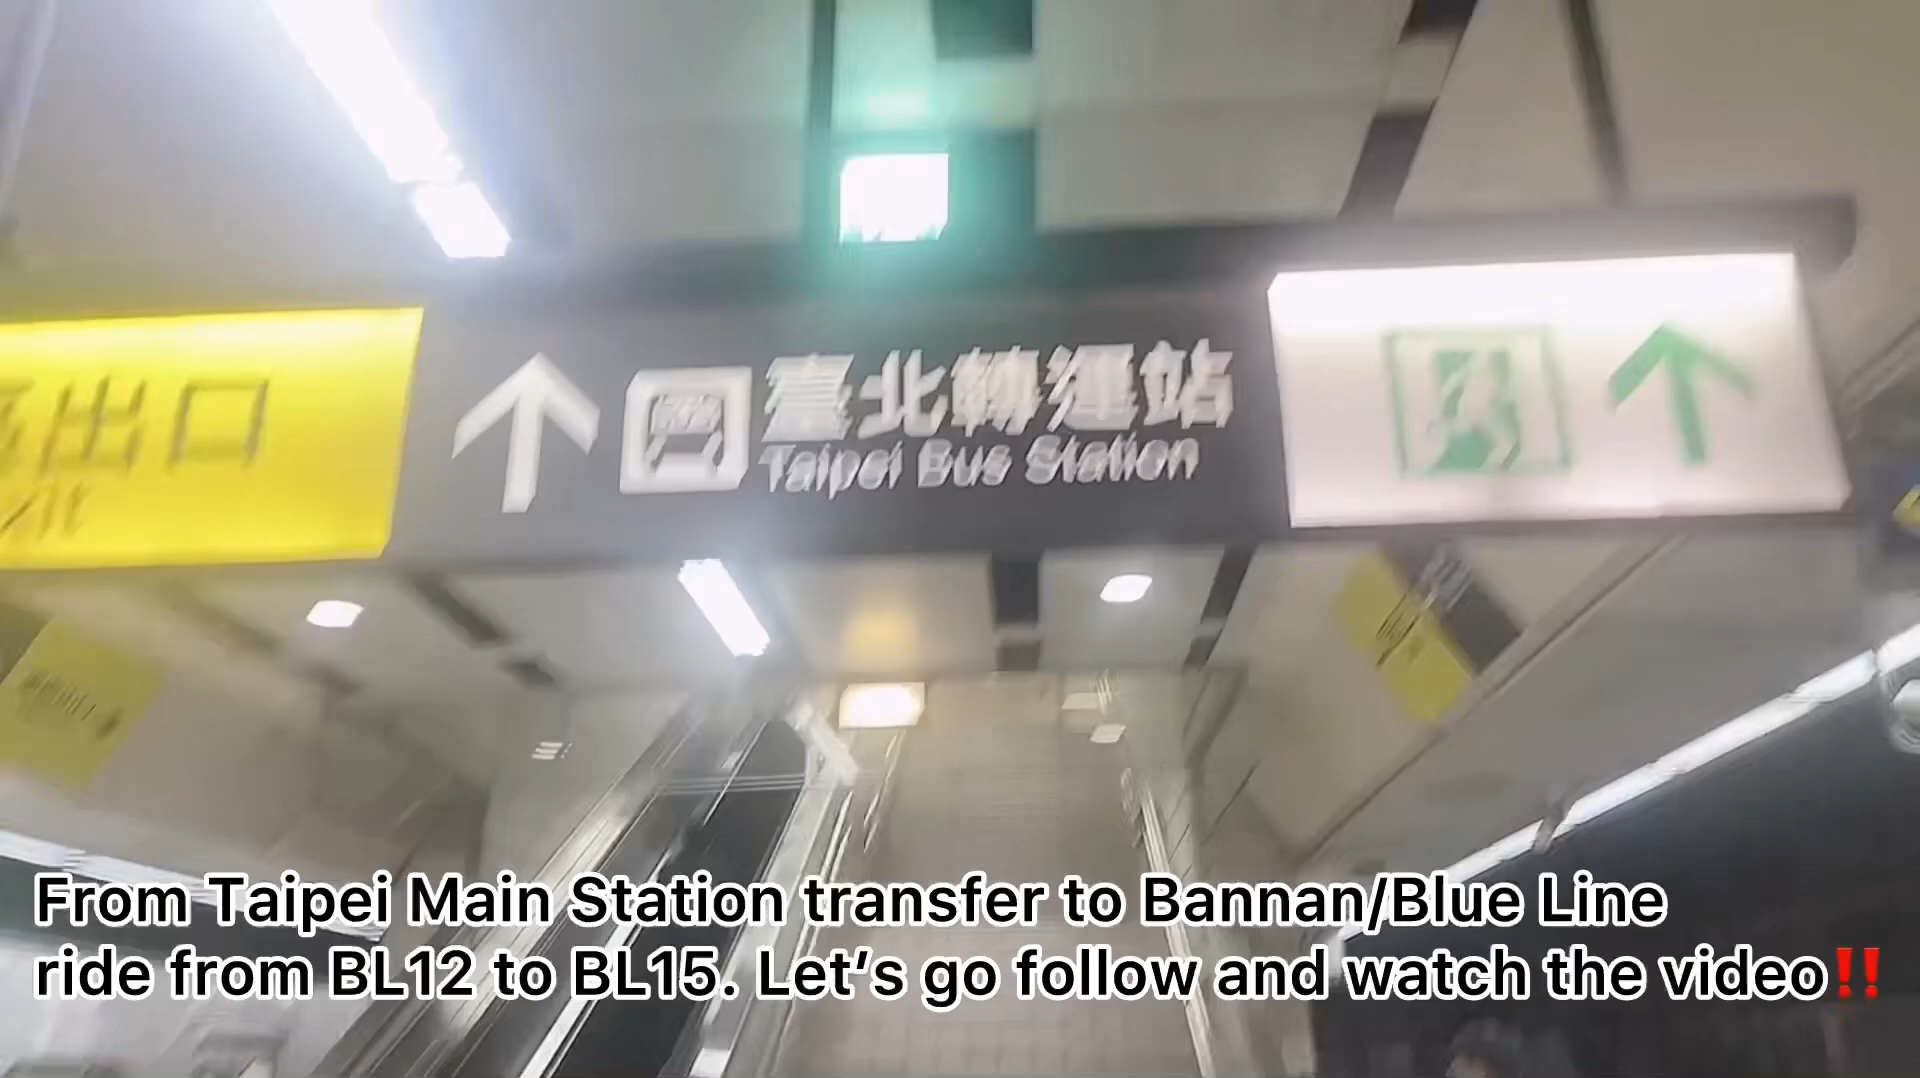 出口
臺北轉運站
Taipei Bus Station
From Taipei Main Station transfer to Bannan/Blue Line
ride from BL12 to BL15. Let’s go follow and watch the video‼️